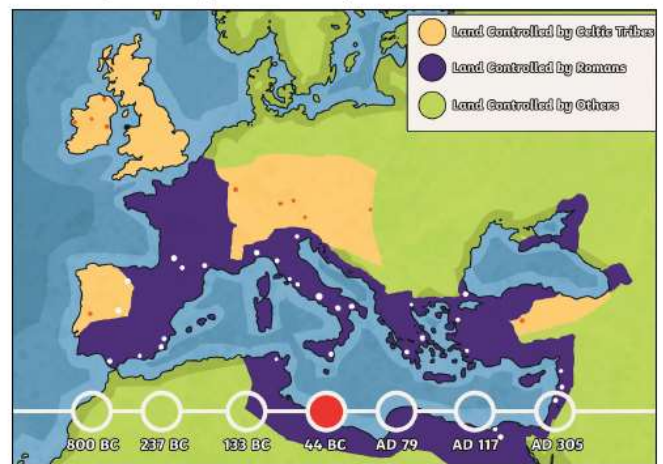 Land Controlled by Celtic Tribes
Land Controlled by Romans
Land Controlled by Others
800 BC 237 BC 133 BC 44 BC AD 79 AD 117 AD 305